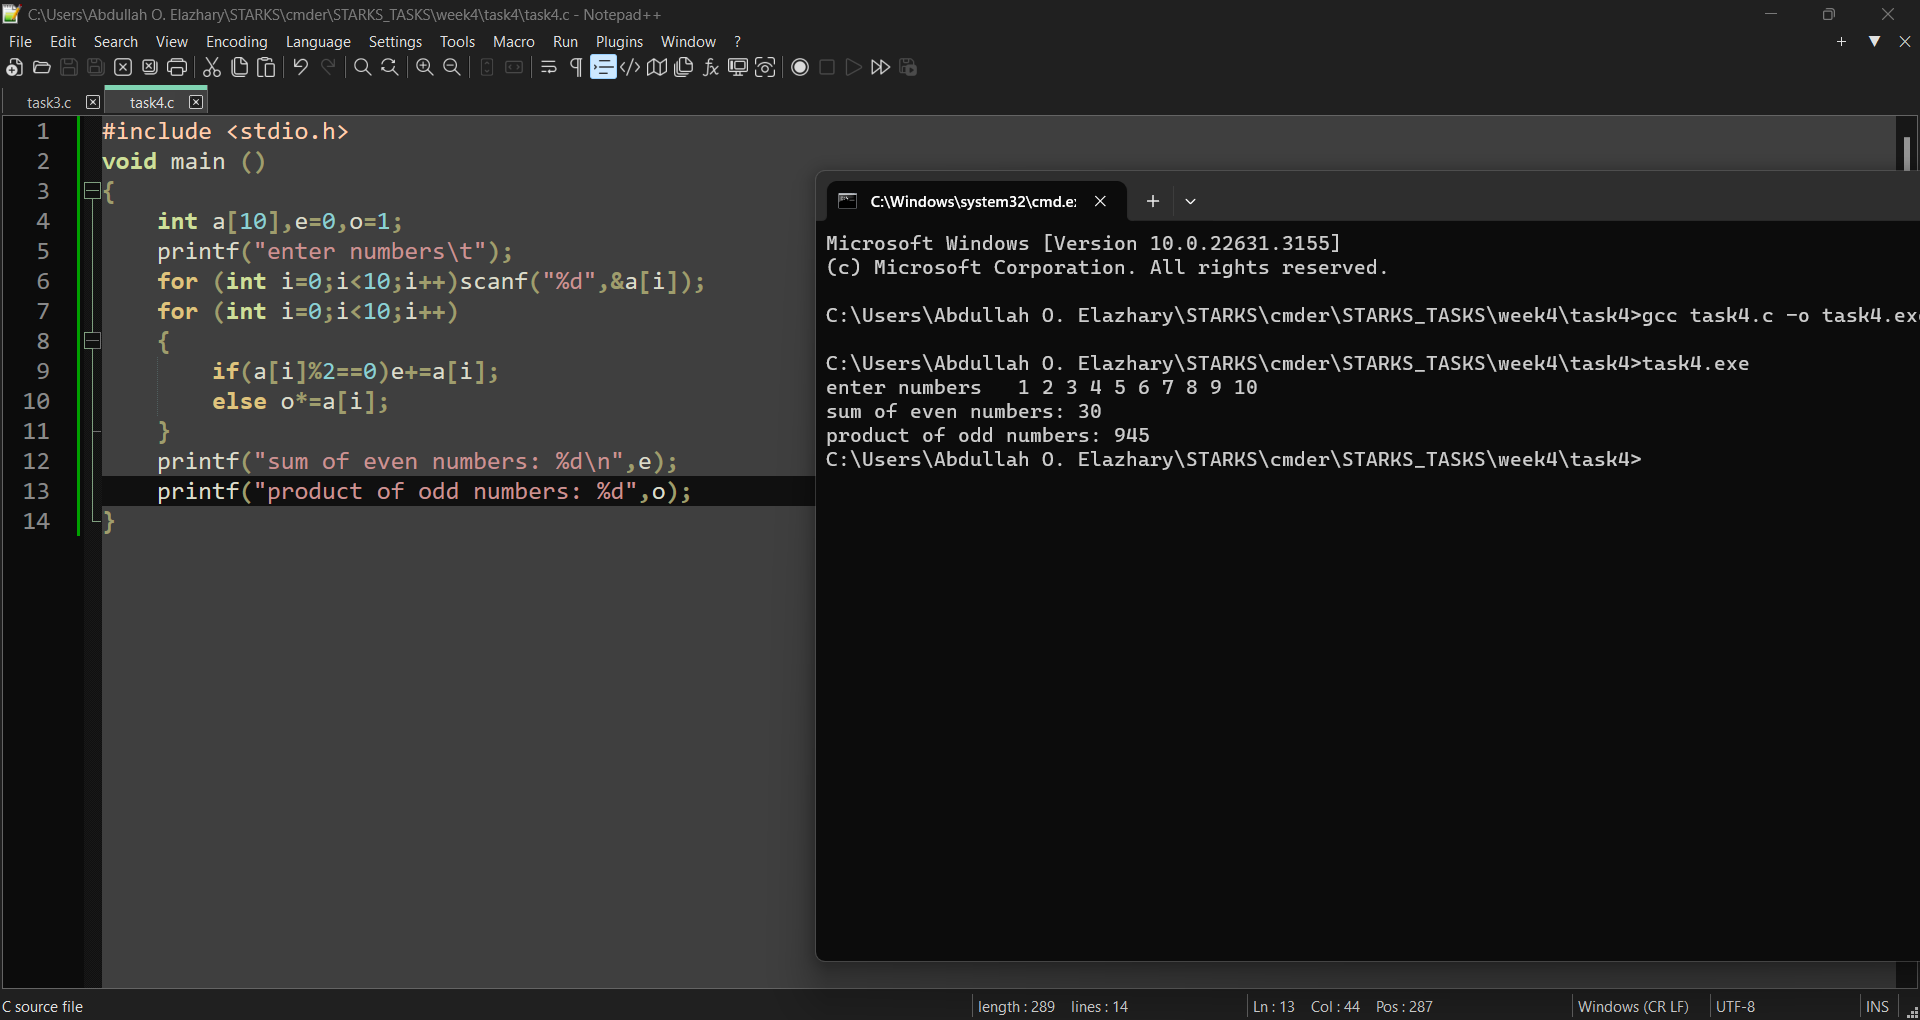 C:\Users\Abdullah O. Elazhary\STARKS\cmder\STARKS_TASKS\week4\task4\task4.c - Notepad++
File Edit Search View Encoding Language Settings Tools Macro Run Plugins Window ?
task3.c task4.c
1 #include <stdio.h>
2 void main ()
3 {
4 int a[10],e=0,o=1;
5 printf("enter numbers\t");
6 for (int i=0;i<10;i++)scanf("%d",&a[i]);
7 for (int i=0;i<10;i++)
8 {
9 if(a[i]%2==0)e+=a[i];
10 else o*=a[i];
11 }
12 printf("sum of even numbers: %d\n",e);
13 printf("product of odd numbers: %d",o);
14 }
C:\Windows\system32\cmd.e:
Microsoft Windows [Version 10.0.22631.3155]
(c) Microsoft Corporation. All rights reserved.
C:\Users\Abdullah O. Elazhary\STARKS\cmder\STARKS_TASKS\week4\task4>gcc task4.c -o task4.ex
C:\Users\Abdullah O. Elazhary\STARKS\cmder\STARKS_TASKS\week4\task4>task4.exe
enter numbers 1 2 3 4 5 6 7 8 9 10
sum of even numbers: 30
product of odd numbers: 945
C:\Users\Abdullah O. Elazhary\STARKS\cmder\STARKS_TASKS\week4\task4>
C source file length : 289 lines : 14 Ln : 13 Col : 44 Pos : 287 Windows (CR LF) UTF-8 INS